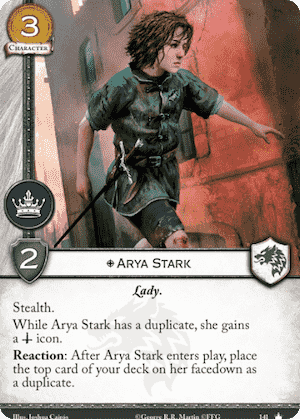 3
CHARACTER
2
ARYA STARK
Lady.
Stealth.
While Arya Stark has a duplicate, she gains
a icon.
Reaction: After Arya Stark enters play, place
the top card of your deck on her facedown as
a duplicate.
Illus. Joshua Cairós
©George R.R. Martin ©FFG
141